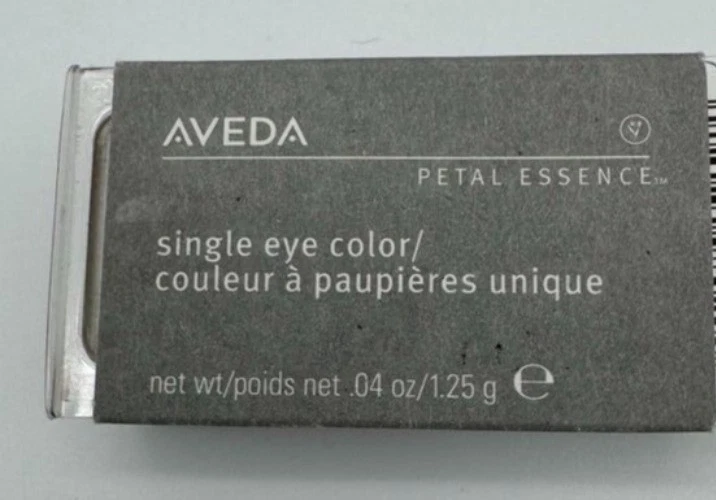 AVEDA
PETAL ESSENCE™
single eye color/
couleur à paupières unique
net wt/poids net .04 oz/1.25 g ℮